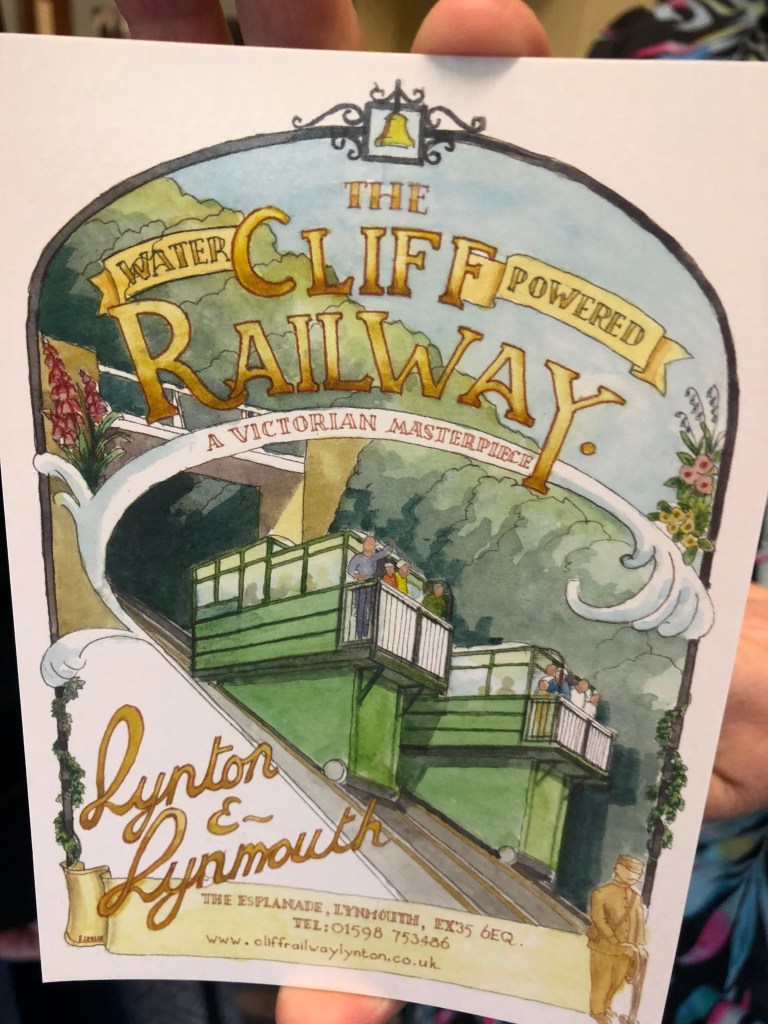 THE
WATER CLIFF POWERED
RAILWAY.
A VICTORIAN MASTERPIECE
Lynton
&
Lynmouth
THE ESPLANADE, LYNMOUTH, EX35 6EQ.
TEL: 01598 753486
www.cliffrailwaylynton.co.uk